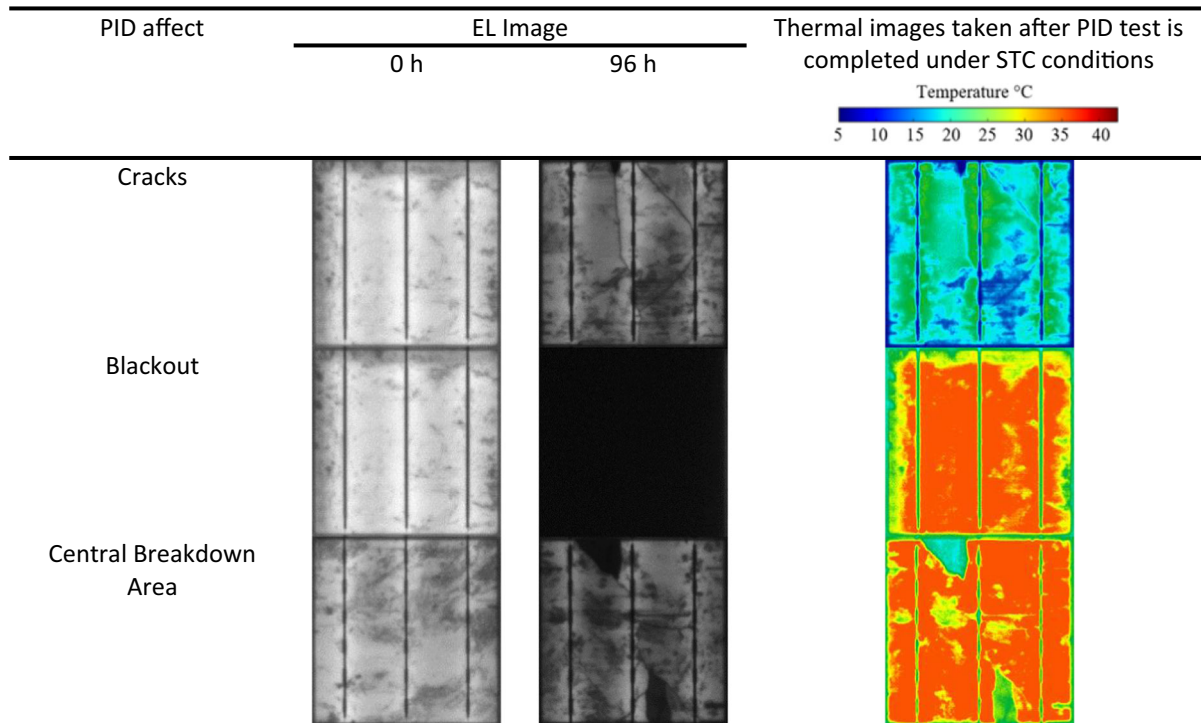 PID affect
EL Image
Thermal images taken after PID test is
completed under STC conditions
0 h
96 h
Temperature °C
5 10 15 20 25 30 35 40
Cracks
Blackout
Central Breakdown
Area